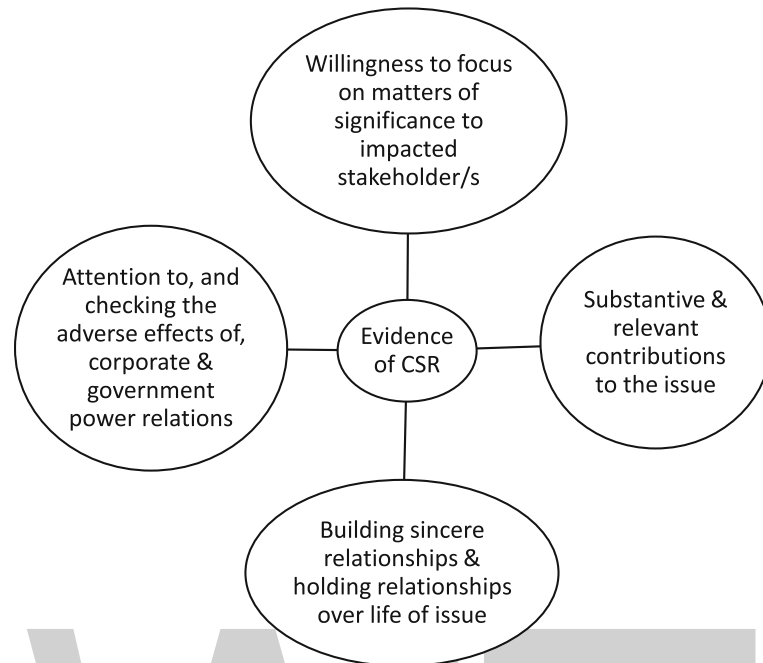 Willingness to focus
on matters of
significance to
impacted
stakeholder/s
Attention to, and
checking the
adverse effects of,
corporate &
government
power relations
Evidence
of CSR
Substantive &
relevant
contributions
to the issue
Building sincere
relationships &
holding relationships
over life of issue